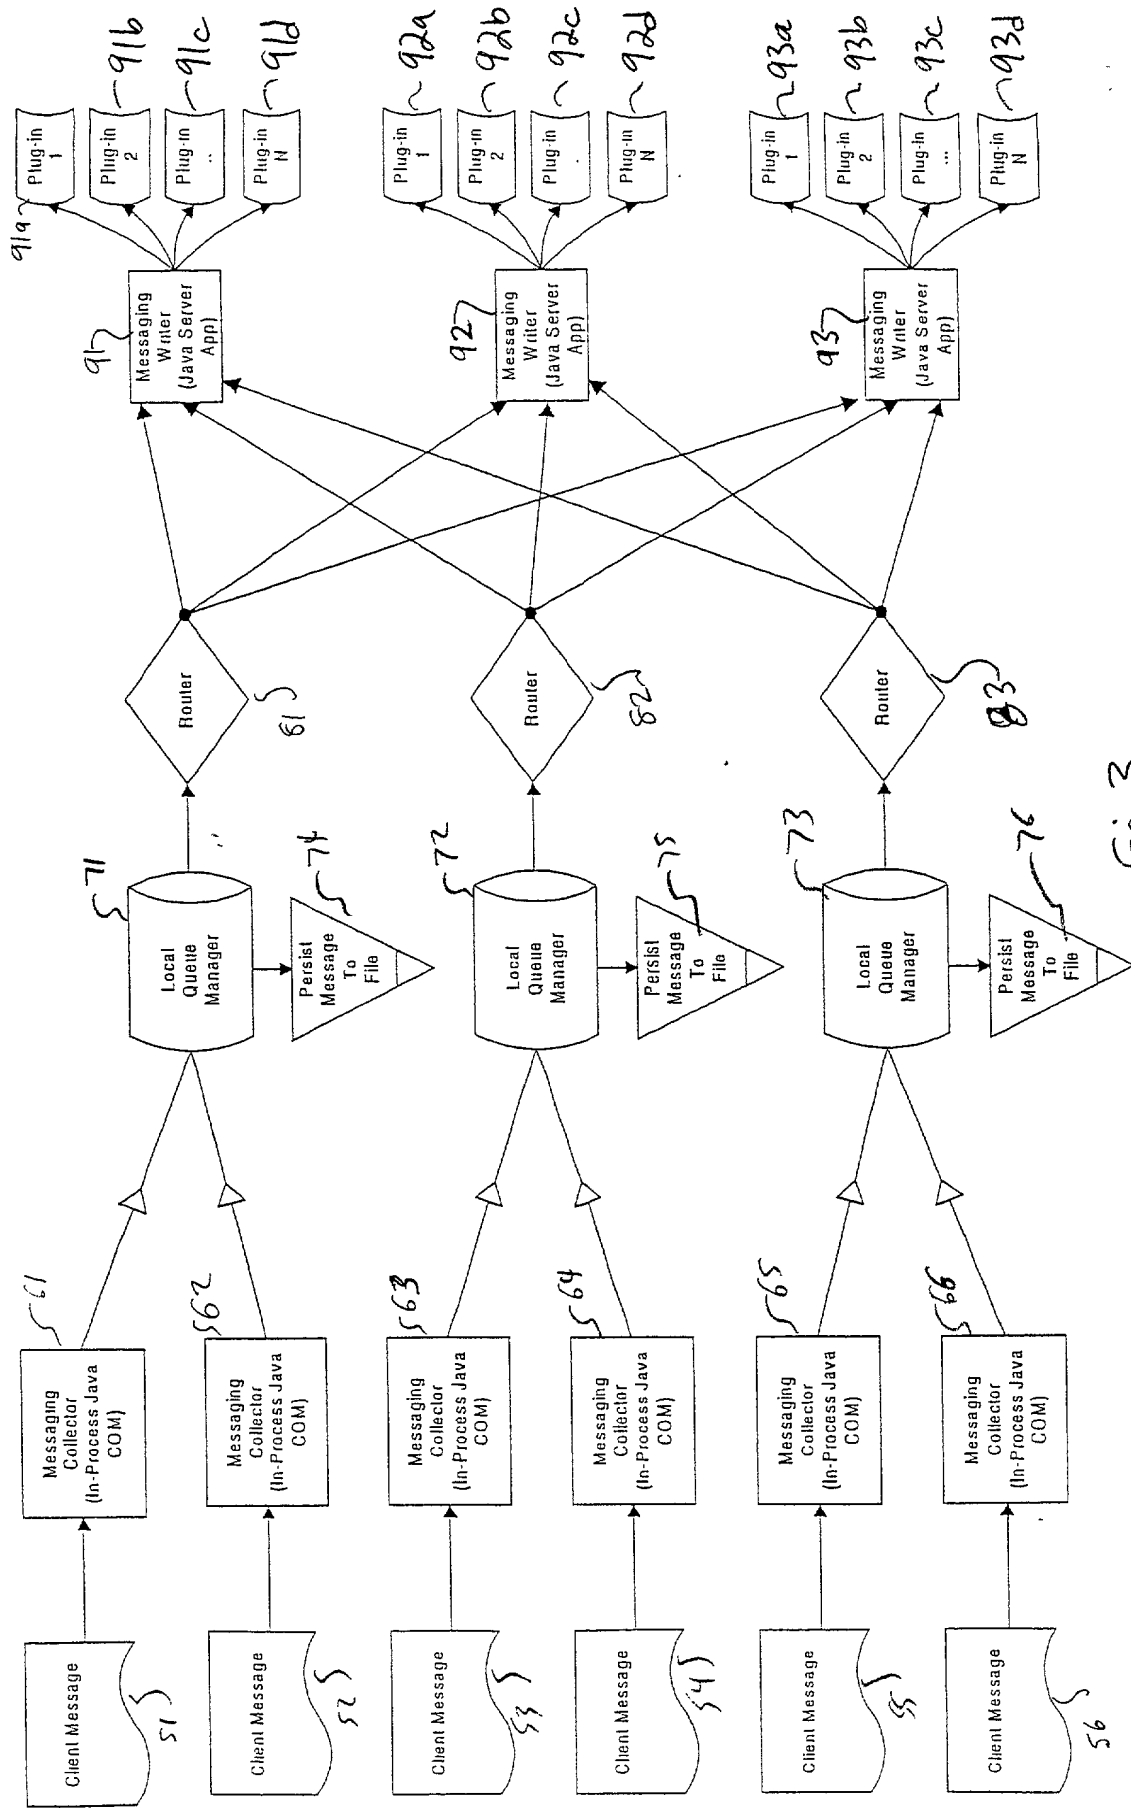 Client Message
51
Client Message
52
Client Message
53
Client Message
54
Client Message
55
Client Message
56
Messaging
Collector
(In-Process Java
COM)
61
Messaging
Collector
(In-Process Java
COM)
62
Messaging
Collector
(In-Process Java
COM)
63
Messaging
Collector
(In-Process Java
COM)
64
Messaging
Collector
(In-Process Java
COM)
65
Messaging
Collector
(In-Process Java
COM)
66
Local
Queue
Manager
71
Persist
Message
To
File
74
Local
Queue
Manager
72
Persist
Message
To
File
75
Local
Queue
Manager
73
Persist
Message
To
File
76
Router
81
Router
82
Router
83
91
Messaging
Writer
(Java Server
App)
92
Messaging
Writer
(Java Server
App)
93
Messaging
Writer
(Java Server
App)
91a
Plug-in
1
Plug-in
2
91b
Plug-in
..
91c
Plug-in
N
91d
Plug-in
1
92a
Plug-in
2
92b
Plug-in
.
92c
Plug-in
N
92d
Plug-in
1
93a
Plug-in
2
93b
Plug-in
...
93c
Plug-in
N
93d